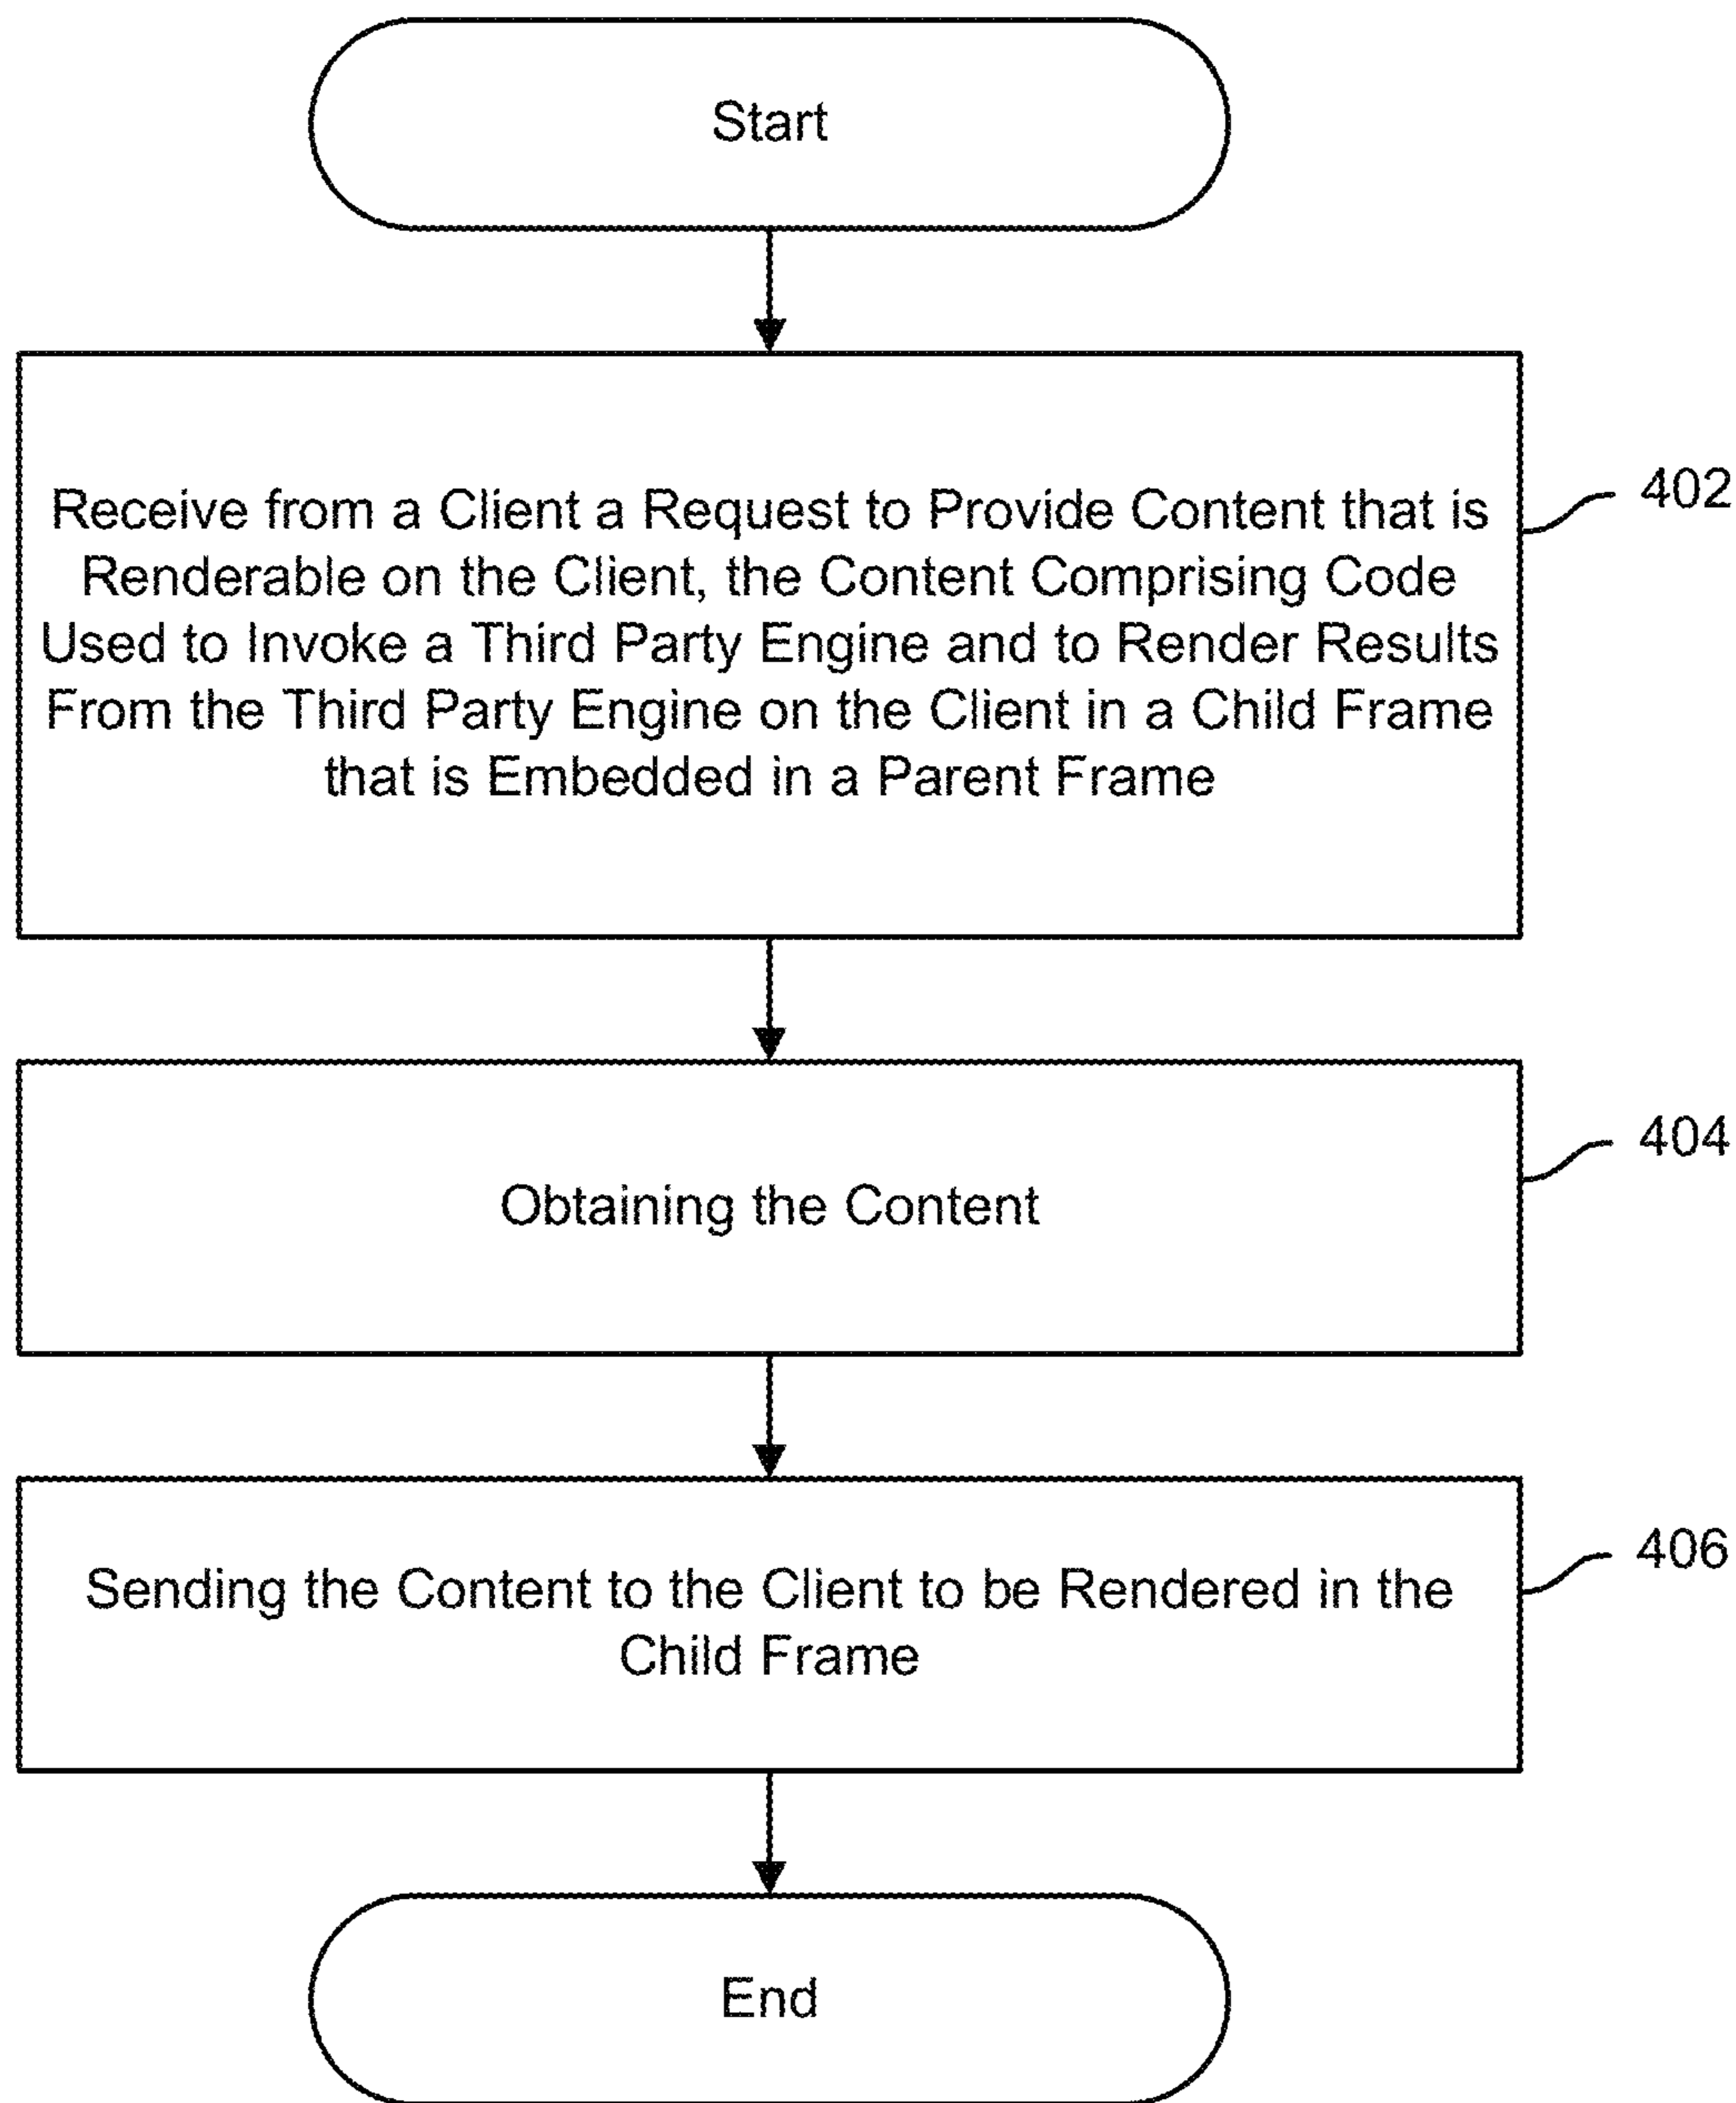 Start
Receive from a Client a Request to Provide Content that is
Renderable on the Client, the Content Comprising Code
Used to Invoke a Third Party Engine and to Render Results
From the Third Party Engine on the Client in a Child Frame
that is Embedded in a Parent Frame
402
Obtaining the Content
404
Sending the Content to the Client to be Rendered in the
Child Frame
406
End